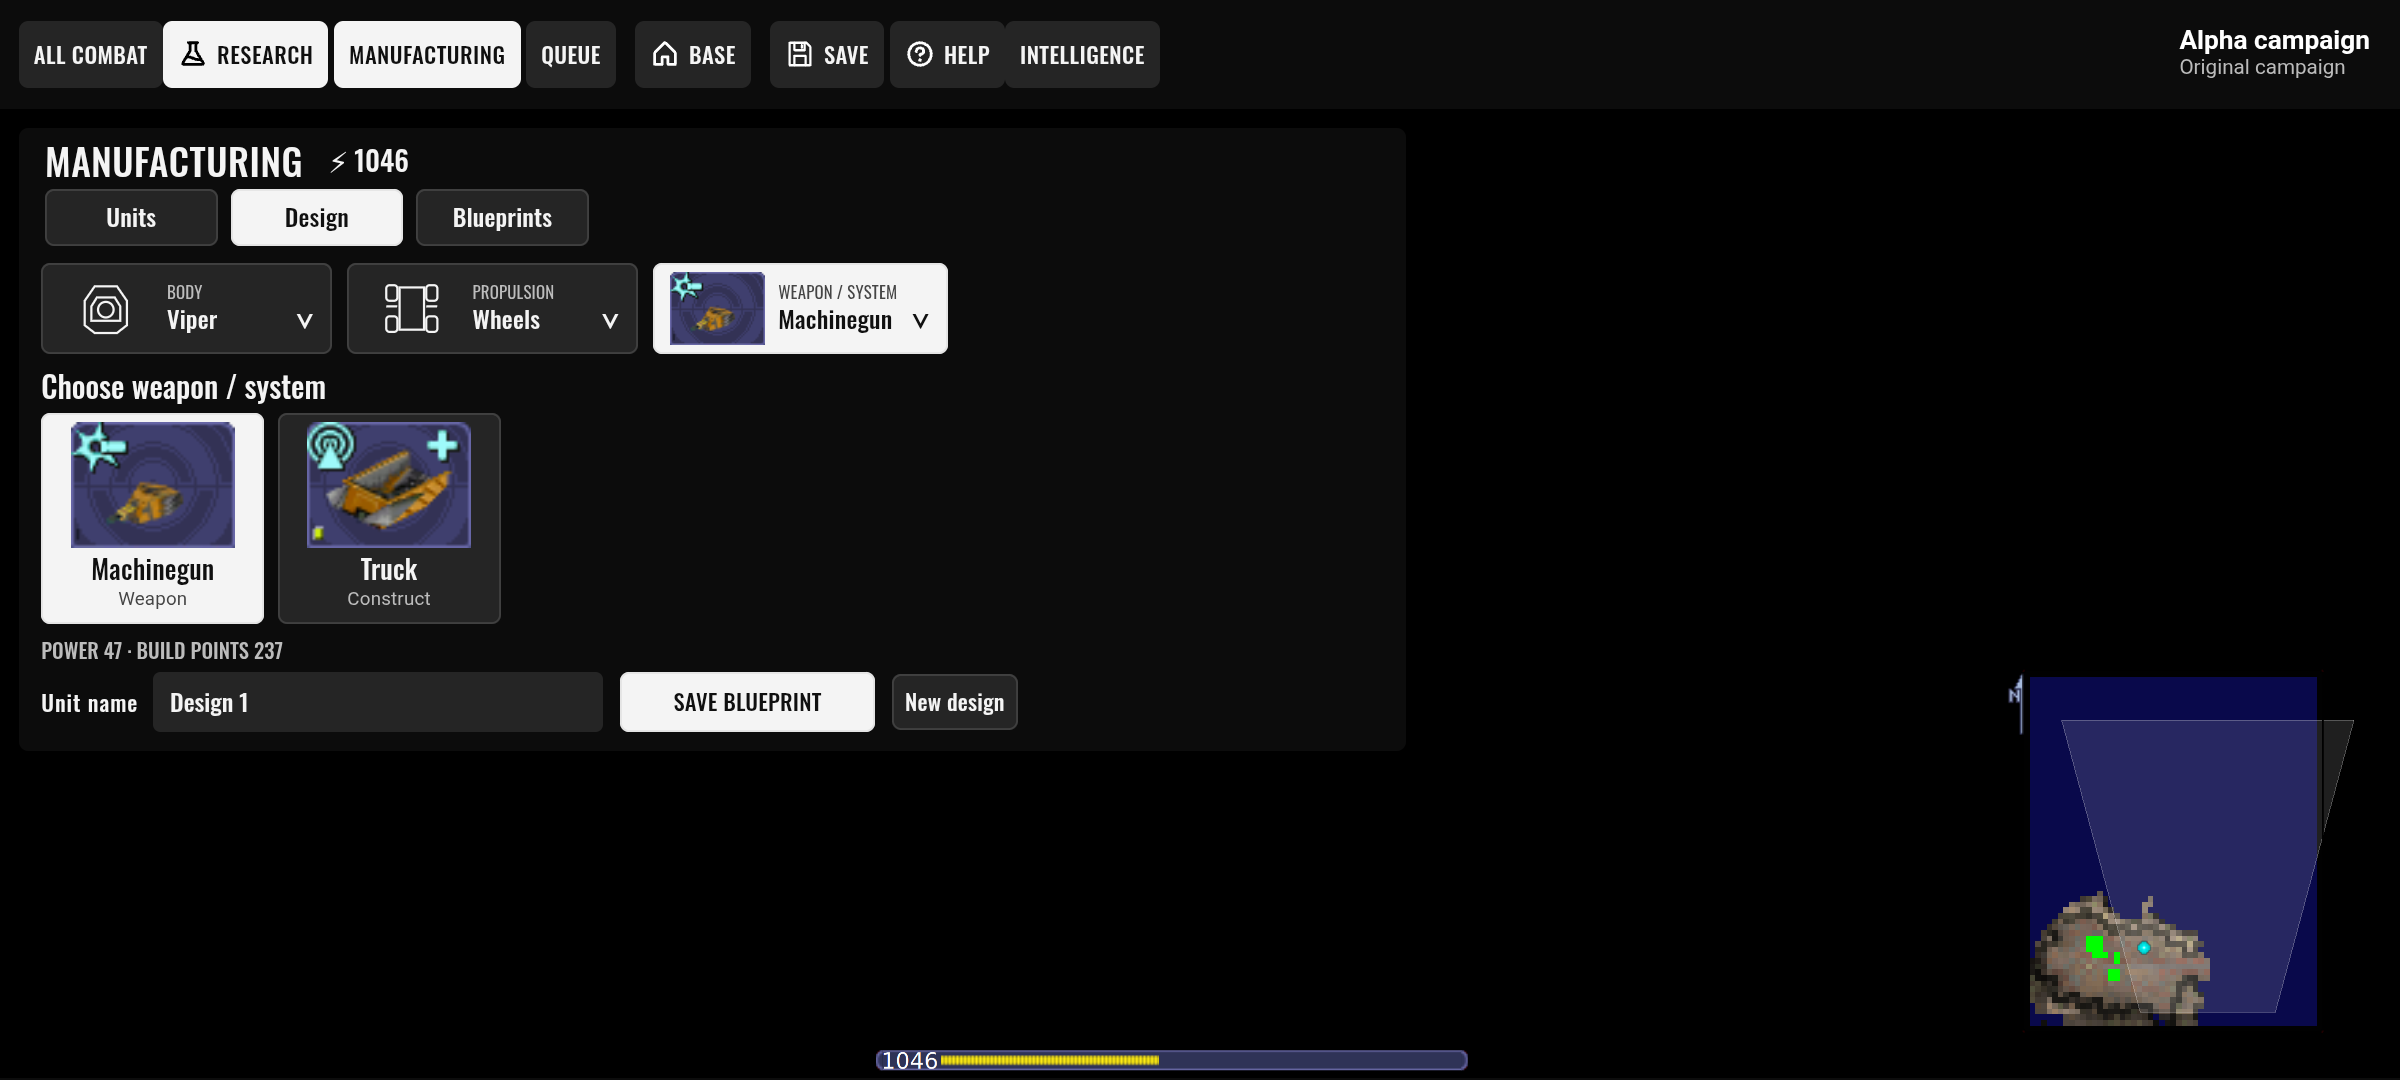 ALL COMBAT
RESEARCH
MANUFACTURING
QUEUE
BASE
SAVE
HELP
INTELLIGENCE
Alpha campaign
Original campaign
MANUFACTURING
⚡ 1046
Units
Design
Blueprints
BODY
Viper
PROPULSION
Wheels
WEAPON / SYSTEM
Machinegun
Choose weapon / system
Machinegun
Weapon
Truck
Construct
POWER 47 · BUILD POINTS 237
Unit name
Design 1
SAVE BLUEPRINT
New design
N
1046